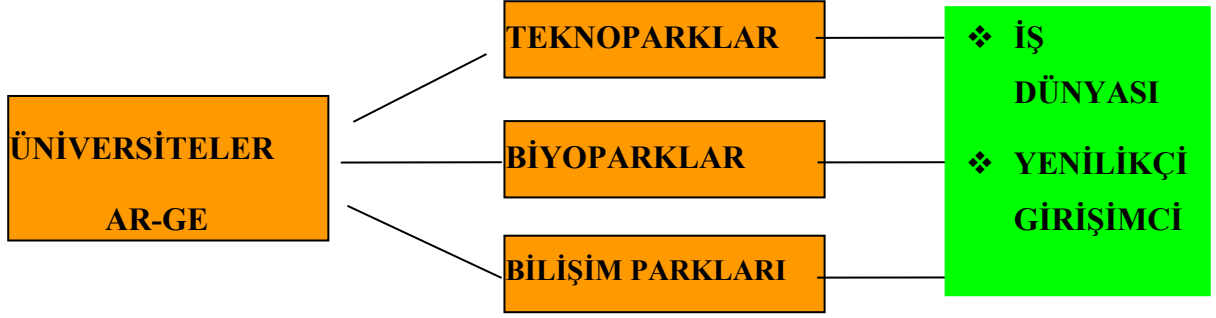 ÜNİVERSİTELER
AR-GE
TEKNOPARKLAR
BİYOPARKLAR
BİLİŞİM PARKLARI
❖ İŞ
DÜNYASI
❖ YENİLİKÇİ
GİRİŞİMCİ